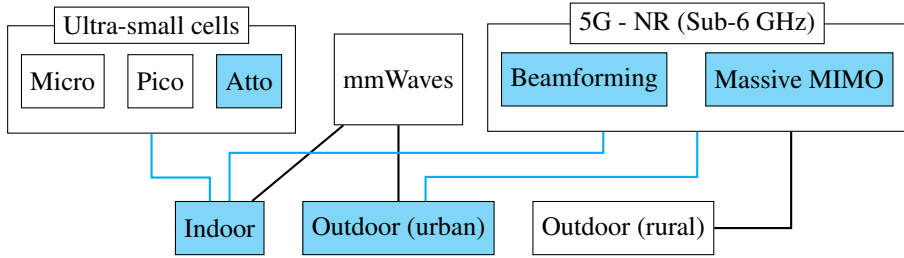 Ultra-small cells
Micro
Pico
Atto
mmWaves
5G - NR (Sub-6 GHz)
Beamforming
Massive MIMO
Indoor
Outdoor (urban)
Outdoor (rural)